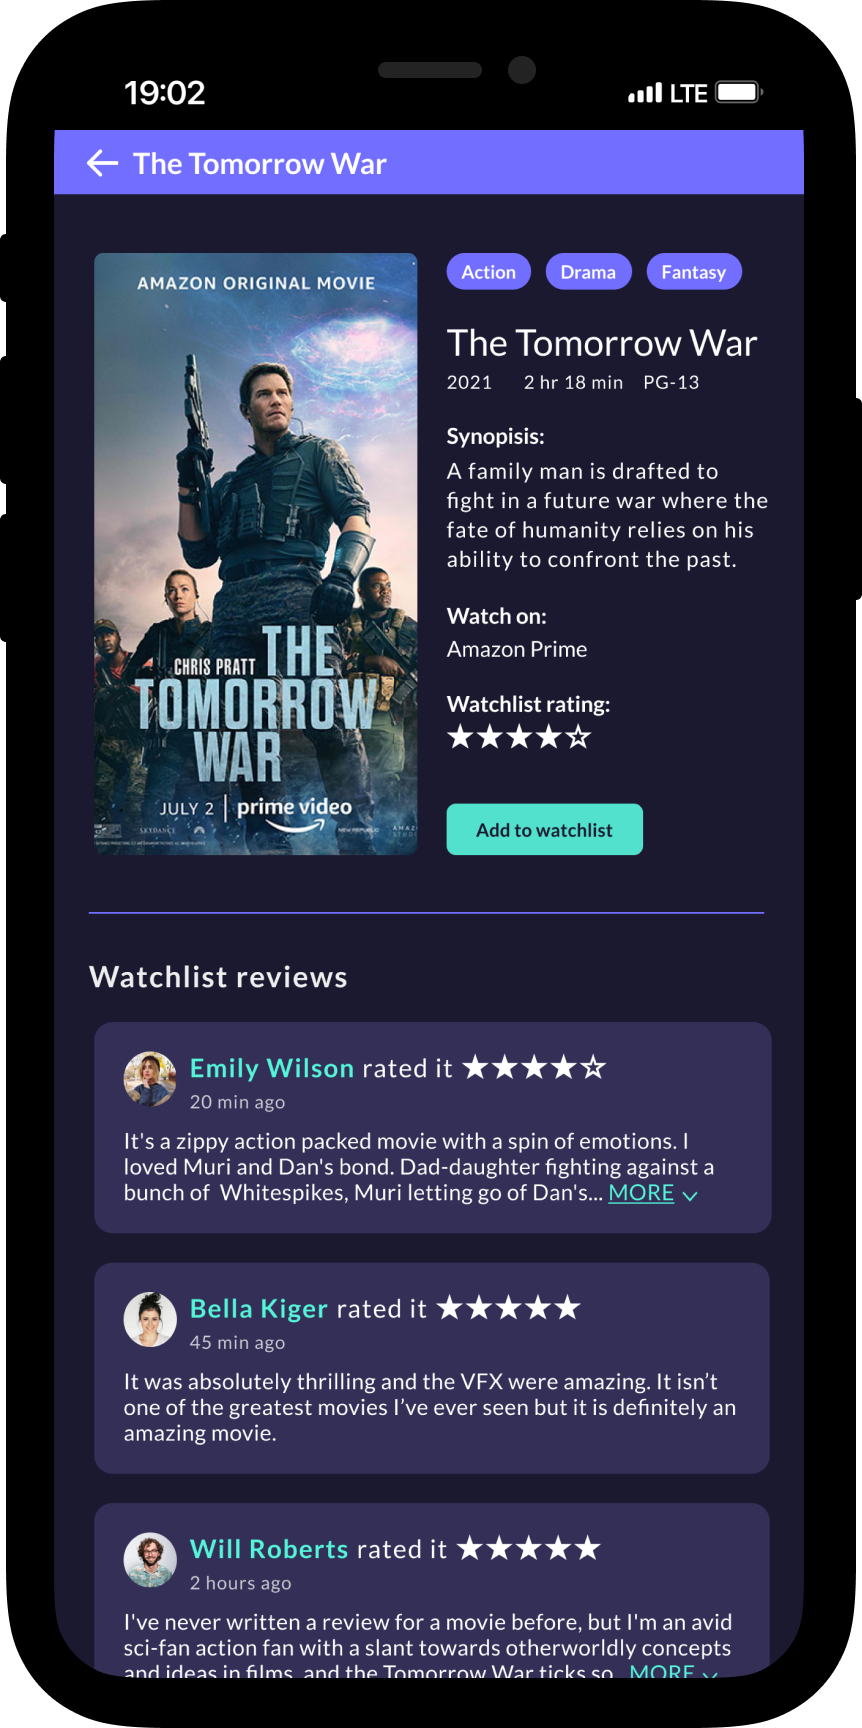 19:02
LTE
The Tomorrow War
AMAZON ORIGINAL MOVIE
CHRIS PRATT
THE
TOMORROW
WAR
JULY 2 | prime video
SKYDANCE
NEW REPUBLIC
Action
Drama
Fantasy
The Tomorrow War
2021 2 hr 18 min PG-13
Synopisis:
A family man is drafted to
fight in a future war where the
fate of humanity relies on his
ability to confront the past.
Watch on:
Amazon Prime
Watchlist rating:
★★★★☆
Add to watchlist
Watchlist reviews
Emily Wilson rated it ★★★★☆
20 min ago
It's a zippy action packed movie with a spin of emotions. I
loved Muri and Dan's bond. Dad-daughter fighting against a
bunch of  Whitespikes, Muri letting go of Dan's... MORE
Bella Kiger rated it ★★★★★
45 min ago
It was absolutely thrilling and the VFX were amazing. It isn’t
one of the greatest movies I’ve ever seen but it is definitely an
amazing movie.
Will Roberts rated it ★★★★★
2 hours ago
I've never written a review for a movie before, but I'm an avid
sci-fan action fan with a slant towards otherworldly concepts
and ideas in films, and the Tomorrow War ticks so... MORE